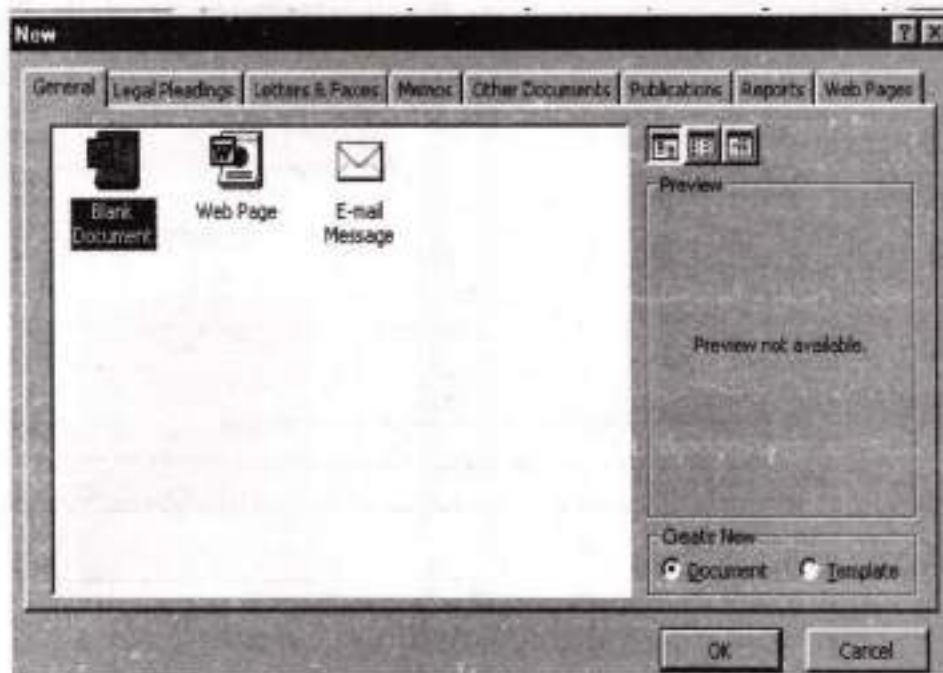 New
General Legal Pleadings Letters & Faxes Memos Other Documents Publications Reports Web Pages
Blank Document
Web Page
E-mail Message
Preview
Preview not available.
Create New
Document Template
OK Cancel